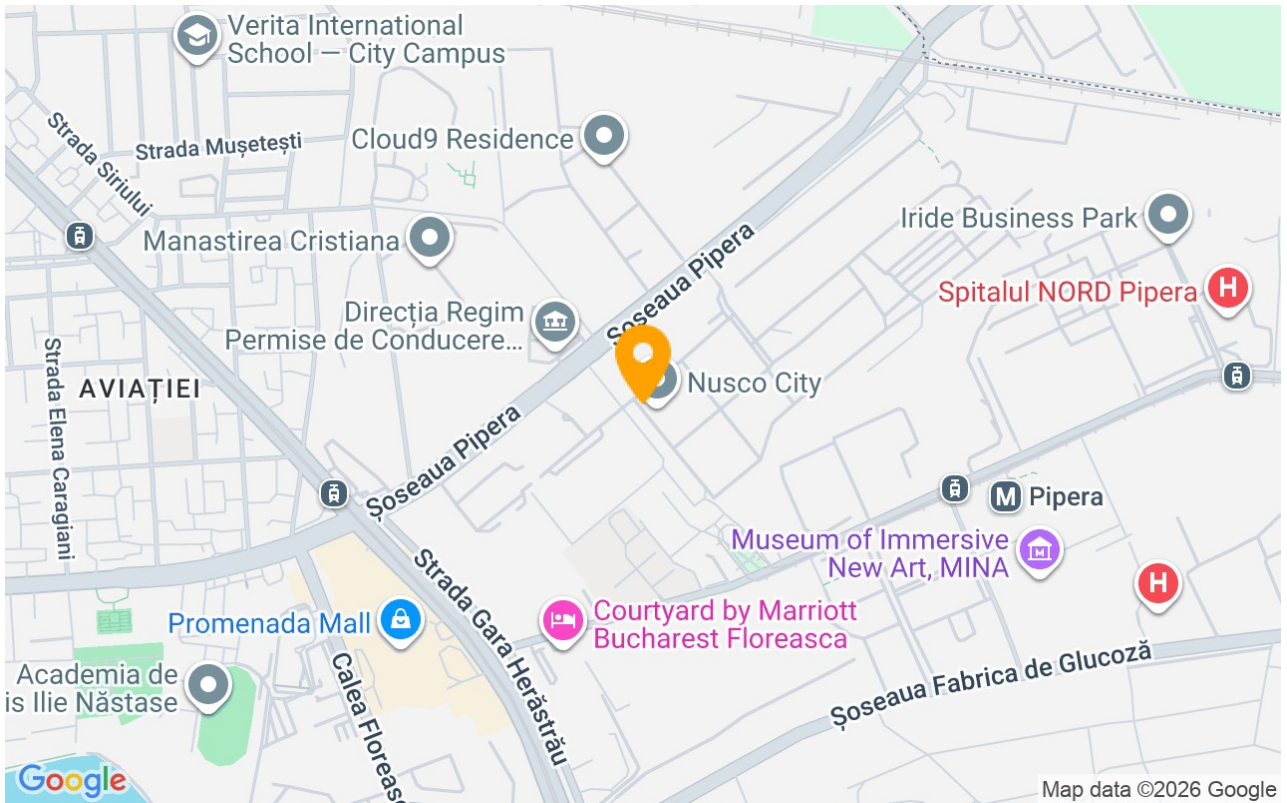 Verita International
School — City Campus
Strada Mușetești
Cloud9 Residence
Strada Siriului
Manastirea Cristiana
Iride Business Park
Spitalul NORD Pipera
H
Direcția Regim
Permise de Conducere...
Șoseaua Pipera
AVIAȚIEI
Strada Elena Caragiani
Nusco City
Șoseaua Pipera
M Pipera
Museum of Immersive
New Art, MINA
H
Strada Gara Herăstrău
Promenada Mall
Courtyard by Marriott
Bucharest Floreasca
Academia de
is Ilie Năstase
Calea Floreasc
Șoseaua Fabrica de Glucoză
Google
Map data ©2026 Google